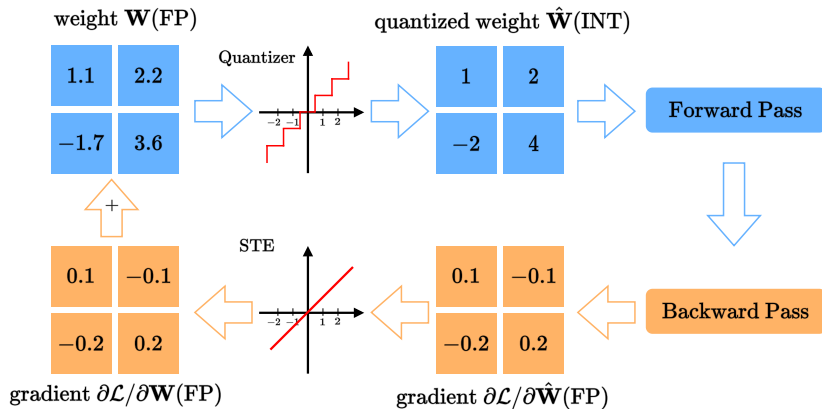 weight W(FP)
quantized weight Ŵ(INT)
Quantizer
1.1 2.2
1 2
Forward Pass
−2 −1 1 2
−1.7 3.6
−2 4
+
STE
0.1 −0.1
0.1 −0.1
Backward Pass
−2 −1 1 2
−0.2 0.2
−0.2 0.2
gradient ∂ℒ/∂W(FP)
gradient ∂ℒ/∂Ŵ(FP)